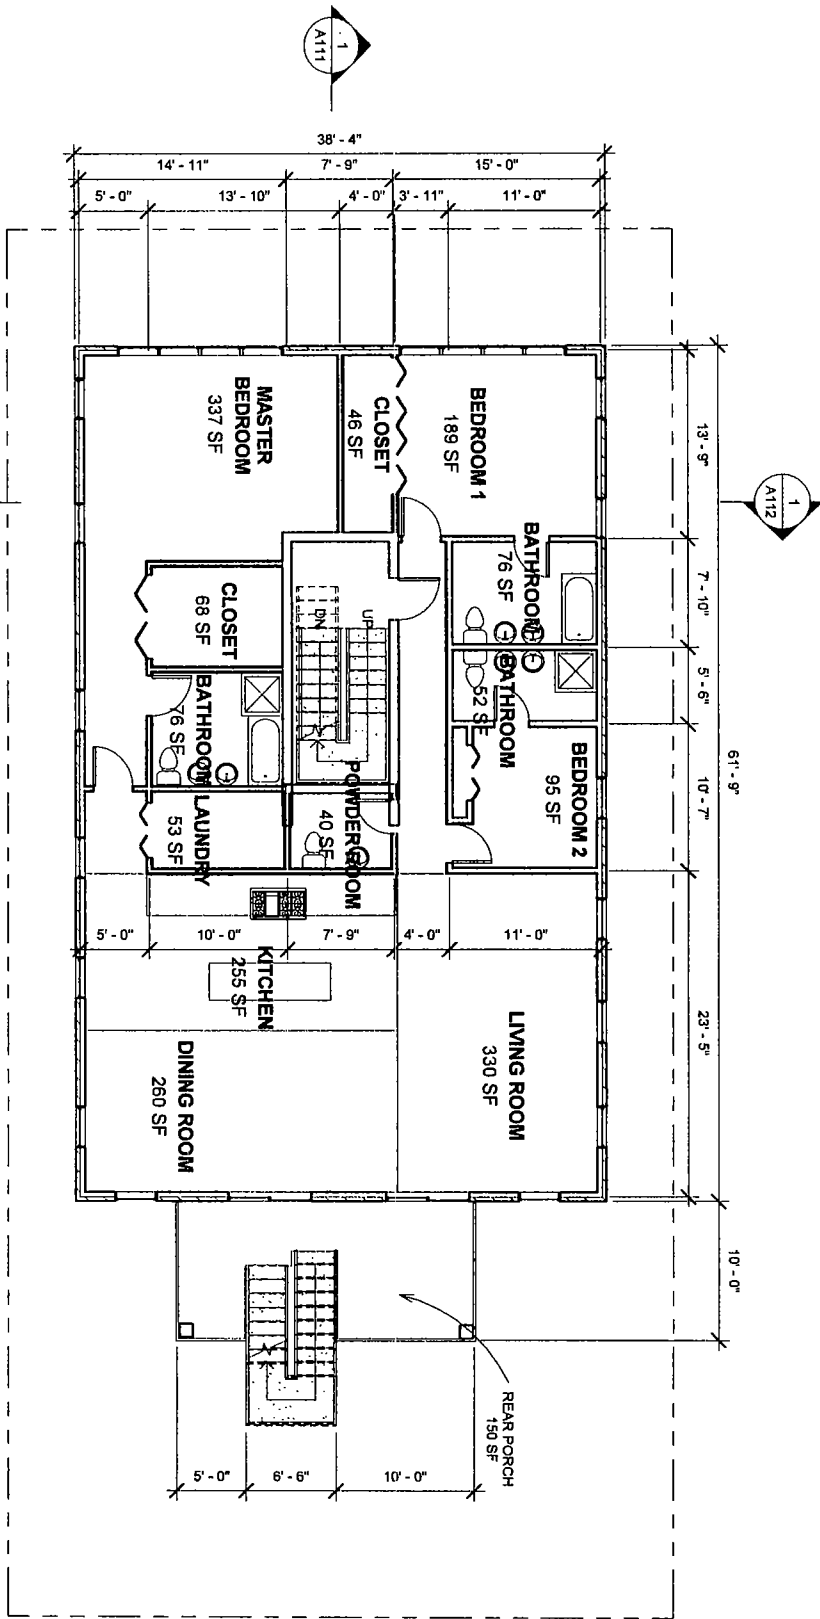 1
A111
38' - 4"
14' - 11"
7' - 9"
15' - 0"
5' - 0"
13' - 10"
4' - 0"
3' - 11"
11' - 0"
1
A112
MASTER
BEDROOM
337 SF
CLOSET
46 SF
BEDROOM 1
189 SF
13' - 9"
CLOSET
68 SF
DN
UP
BATHROOM
76 SF
7' - 10"
BATHROOM
52 SF
5' - 6"
61' - 9"
BATHROOM
76 SF
BEDROOM 2
95 SF
10' - 7"
LAUNDRY
53 SF
POWDER ROOM
40 SF
5' - 0"
10' - 0"
7' - 9"
4' - 0"
11' - 0"
KITCHEN
255 SF
LIVING ROOM
330 SF
23' - 5"
DINING ROOM
260 SF
10' - 0"
REAR PORCH
150 SF
5' - 0"
6' - 6"
10' - 0"